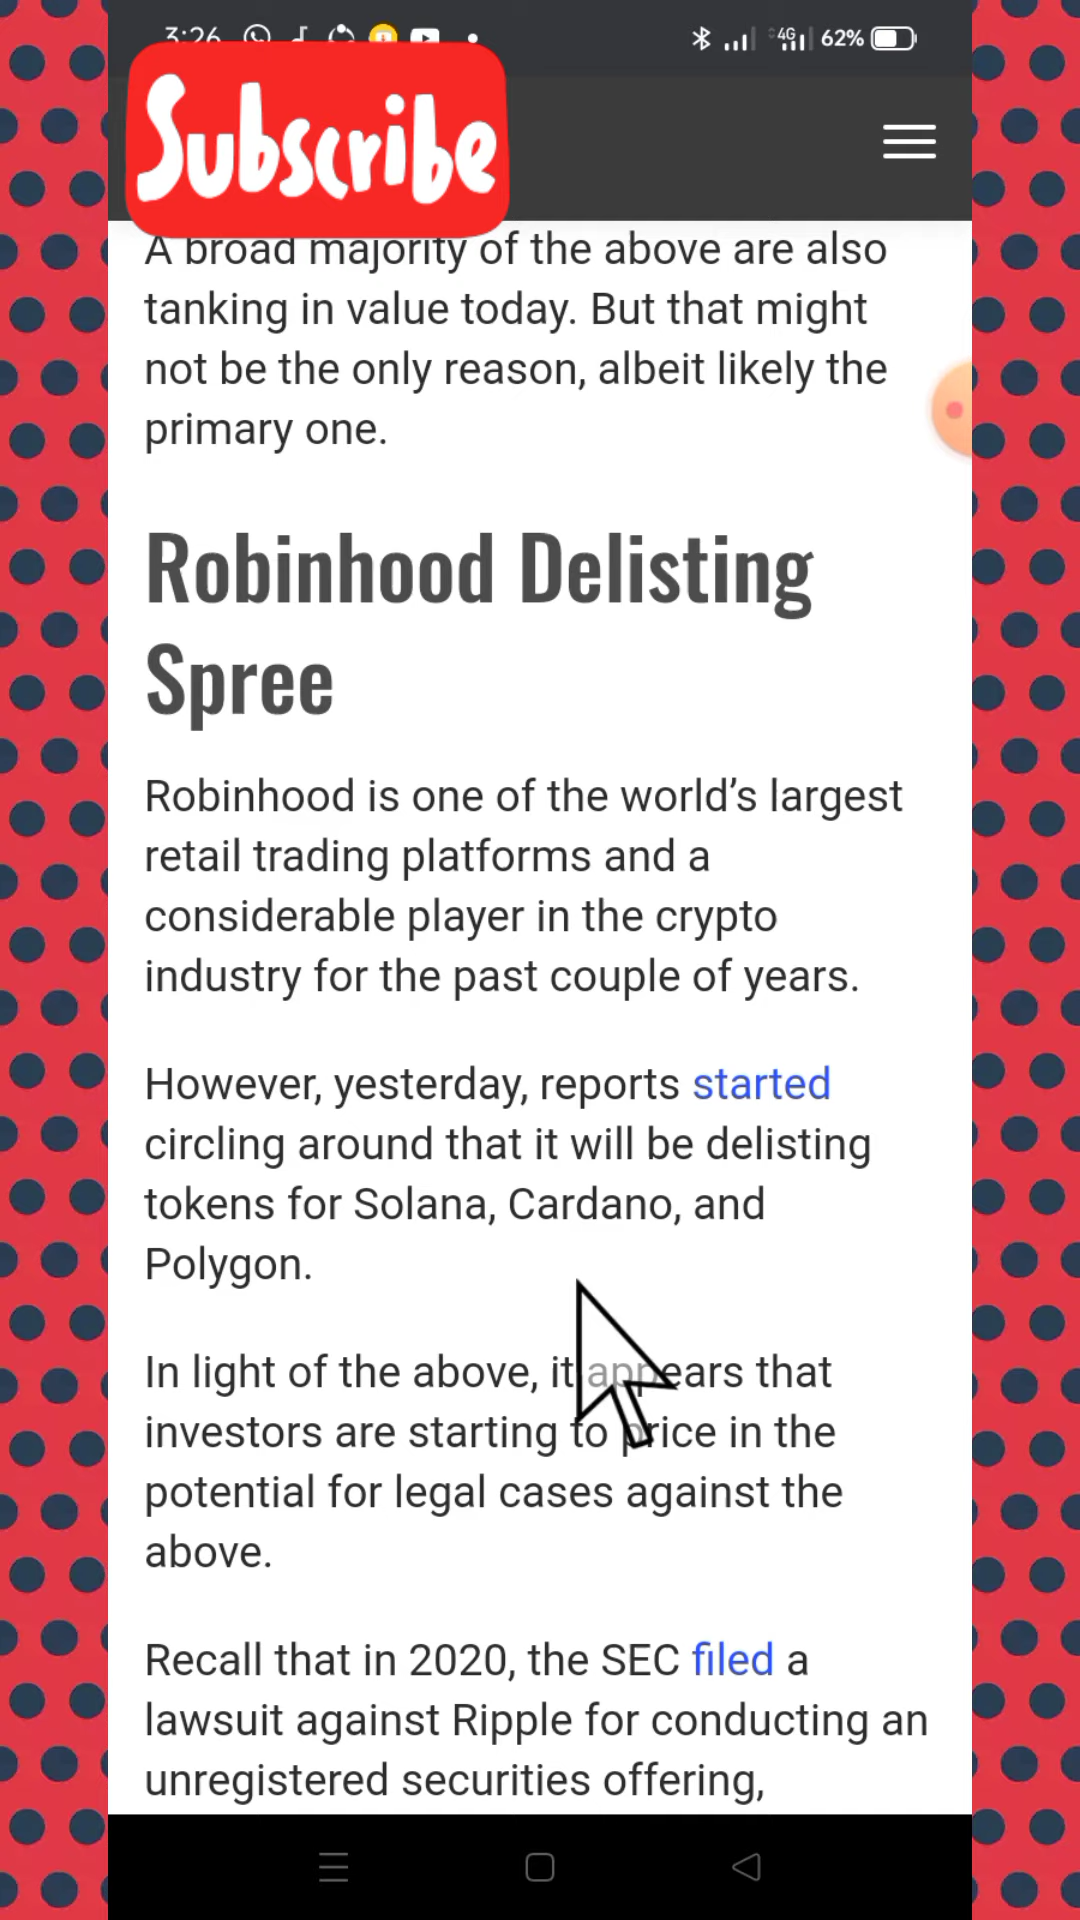 3:26
4G 62%
Subscribe
A broad majority of the above are also
tanking in value today. But that might
not be the only reason, albeit likely the
primary one.
Robinhood Delisting
Spree
Robinhood is one of the world’s largest
retail trading platforms and a
considerable player in the crypto
industry for the past couple of years.
However, yesterday, reports started
circling around that it will be delisting
tokens for Solana, Cardano, and
Polygon.
In light of the above, it appears that
investors are starting to price in the
potential for legal cases against the
above.
Recall that in 2020, the SEC filed a
lawsuit against Ripple for conducting an
unregistered securities offering,